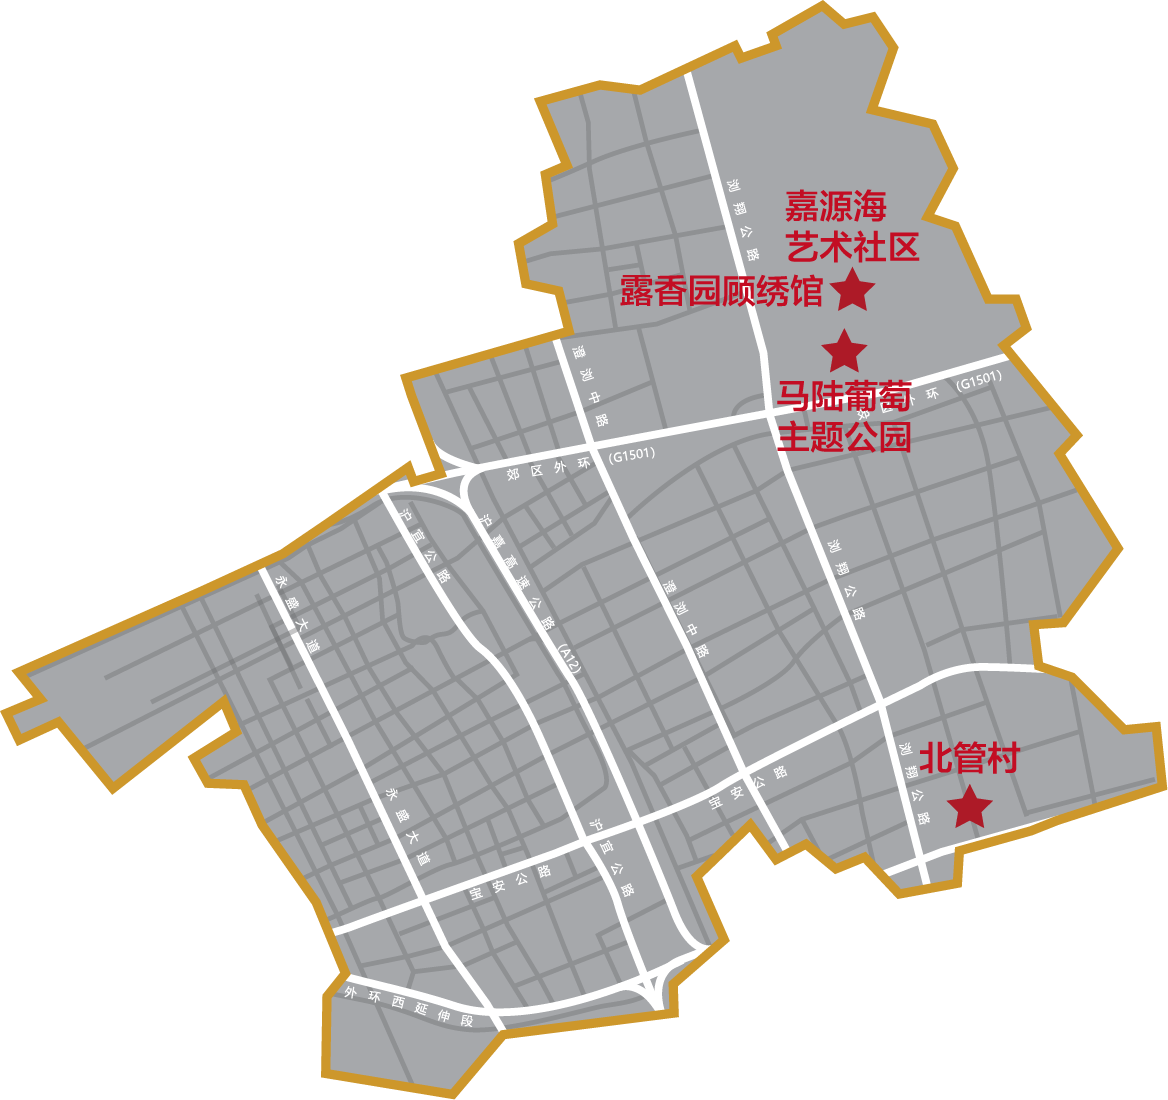 浏翔公路
嘉源海
艺术社区
露香园顾绣馆
马陆葡萄
主题公园
澄浏中路
郊区外环 (G1501)
郊区外环 (G1501)
沪宜公路
沪嘉高速公路 (A12)
浏翔公路
永盛大道
澄浏中路
北管村
浏翔公路
宝安公路
永盛大道
沪宜公路
宝安公路
外环西延伸段